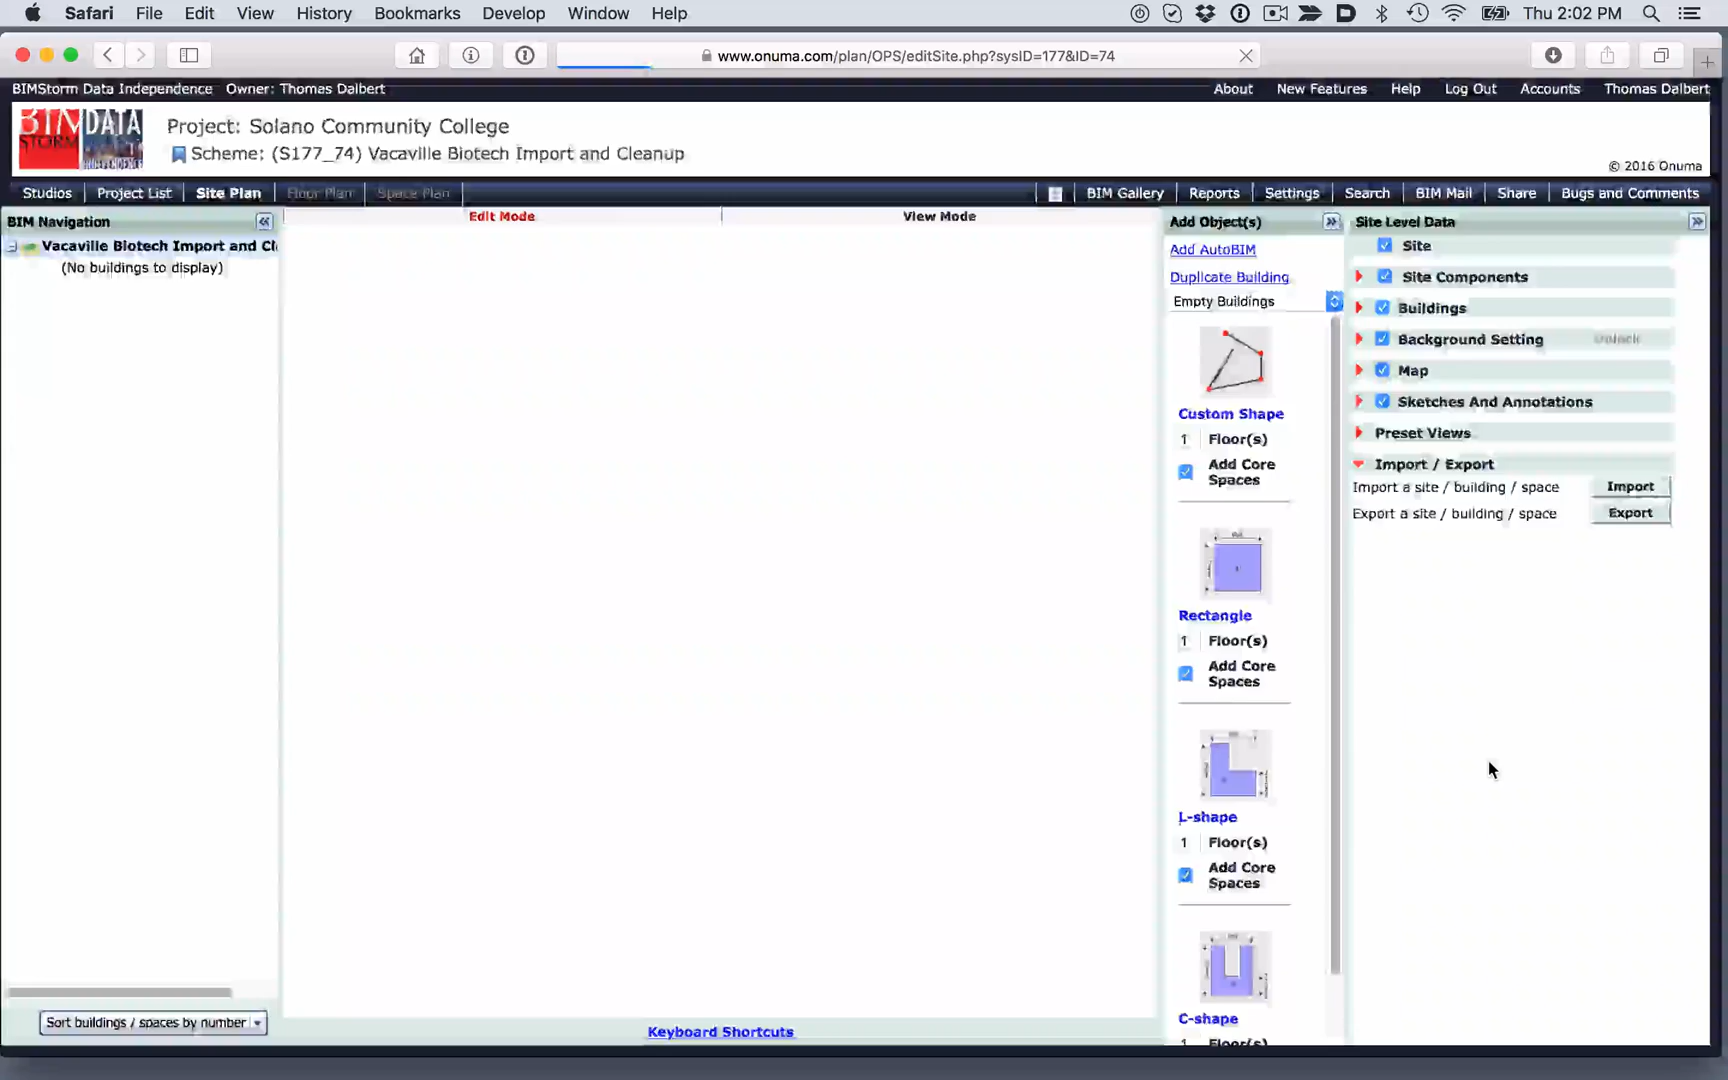 Safari File Edit View History Bookmarks Develop Window Help Thu 2:02 PM
www.onuma.com/plan/OPS/editSite.php?sysID=177&ID=74
BIMStorm Data Independence Owner: Thomas Dalbert About New Features Help Log Out Accounts Thomas Dalbert
BIM DATA
STORM INDEPENDENCE
Project: Solano Community College
Scheme: (S177_74) Vacaville Biotech Import and Cleanup
© 2016 Onuma
Studios Project List Site Plan Floor Plan Space Plan BIM Gallery Reports Settings Search BIM Mail Share Bugs and Comments
BIM Navigation
Vacaville Biotech Import and Cl
(No buildings to display)
Sort buildings / spaces by number
Edit Mode View Mode
Keyboard Shortcuts
Add Object(s)
Add AutoBIM
Duplicate Building
Empty Buildings
Custom Shape
1 Floor(s)
Add Core
Spaces
Rectangle
1 Floor(s)
Add Core
Spaces
L-shape
1 Floor(s)
Add Core
Spaces
C-shape
1 Floor(s)
Site Level Data
Site
Site Components
Buildings
Background Setting Unlock
Map
Sketches And Annotations
Preset Views
Import / Export
Import a site / building / space Import
Export a site / building / space Export